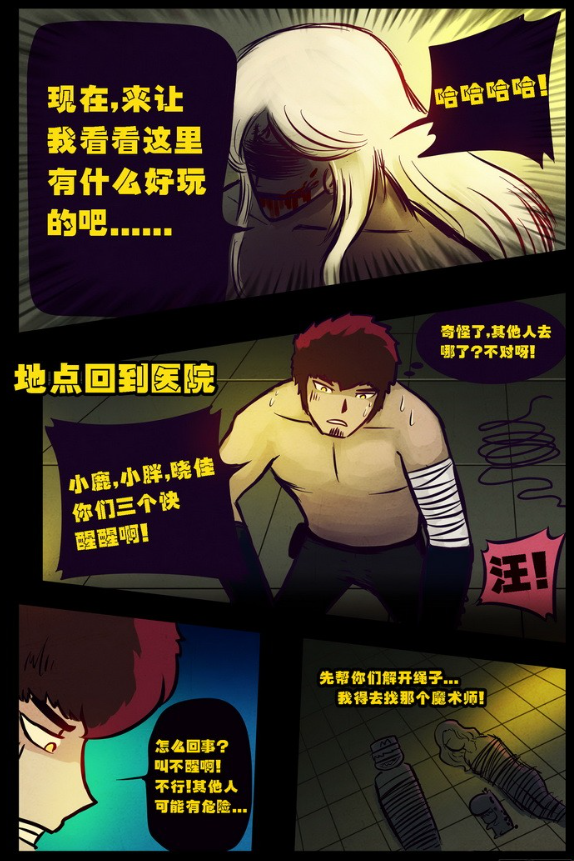 现在,来让
我看看这里
有什么好玩
的吧......
哈哈哈哈!
奇怪了,其他人去
哪了?不对呀!
地点回到医院
小鹿,小胖,晓佳
你们三个快
醒醒啊!
汪!
怎么回事?
叫不醒啊!
不行!其他人
可能有危险...
先帮你们解开绳子...
我得去找那个魔术师!